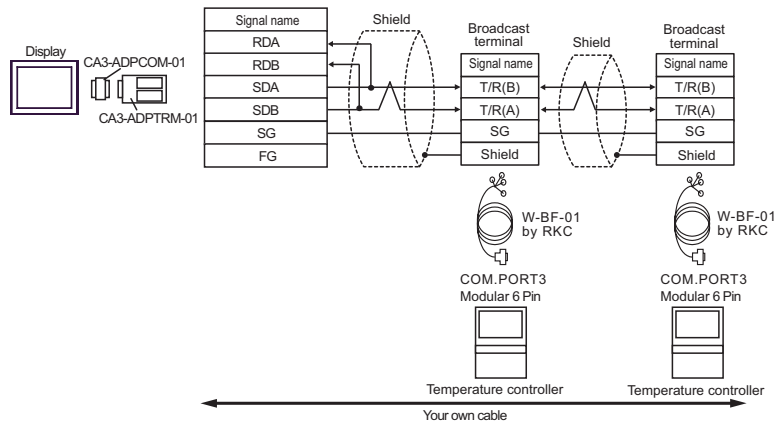 Display
CA3-ADPCOM-01
CA3-ADPTRM-01
Signal name
RDA
RDB
SDA
SDB
SG
FG
Shield
Broadcast
terminal
Signal name
T/R(B)
T/R(A)
SG
Shield
Shield
Broadcast
terminal
Signal name
T/R(B)
T/R(A)
SG
Shield
W-BF-01
by RKC
W-BF-01
by RKC
COM.PORT3
Modular 6 Pin
COM.PORT3
Modular 6 Pin
Temperature controller
Temperature controller
Your own cable